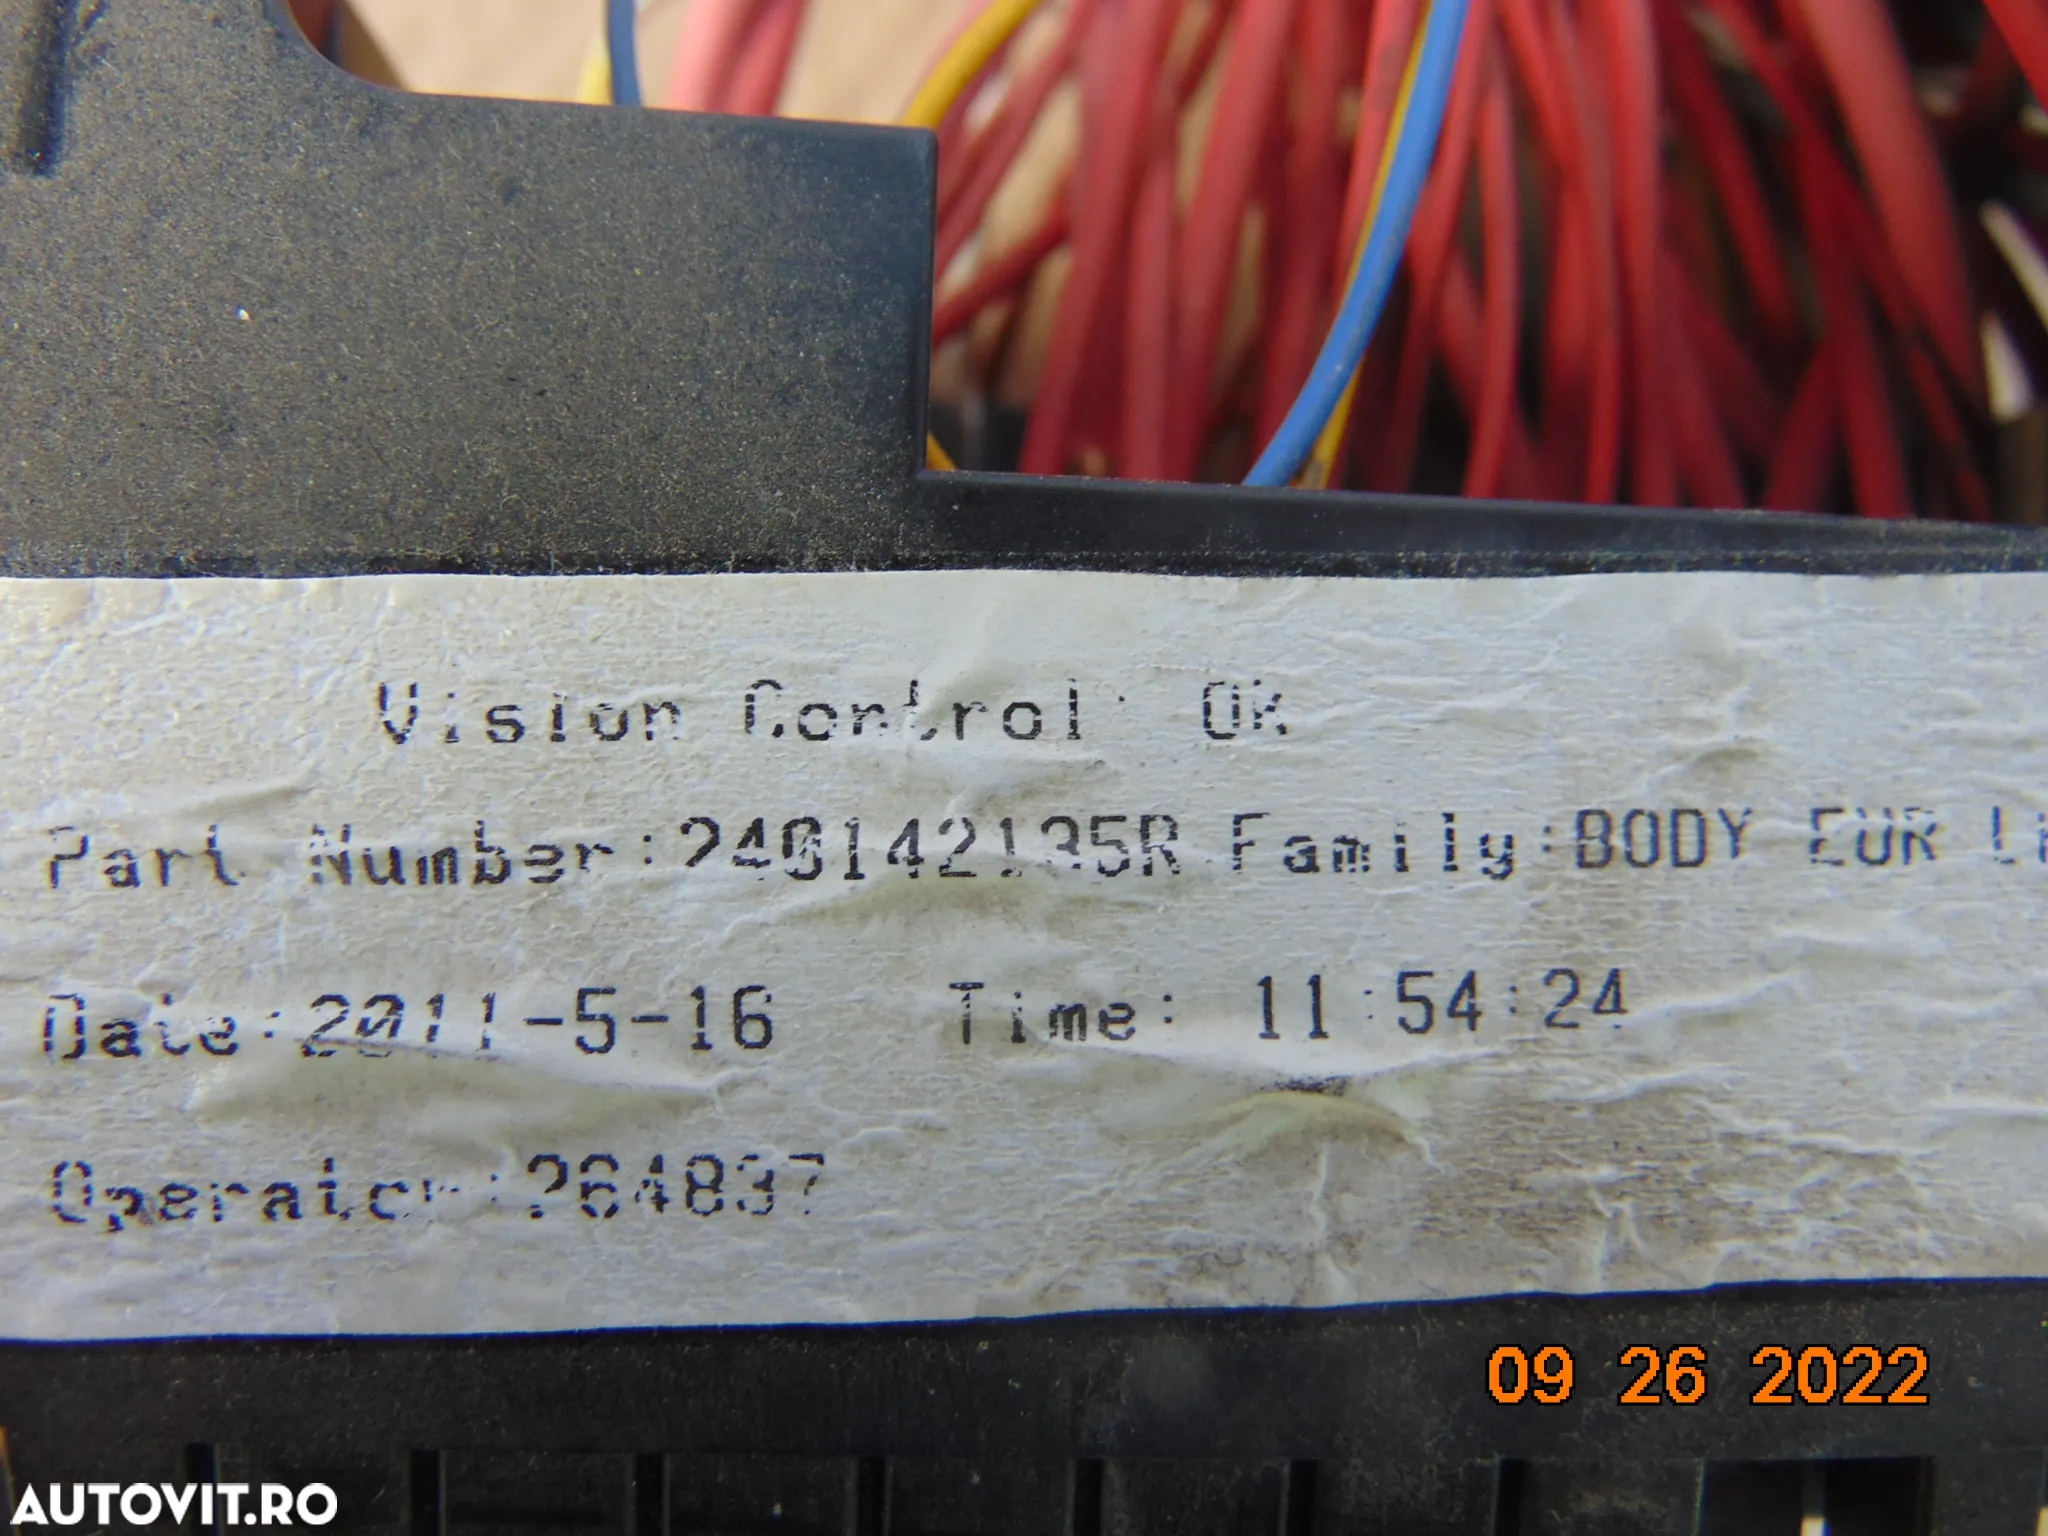 Vision Control: OK
Part Number:240142135R Family:BODY EUR
Date:2011-5-16 Time: 11:54:24
Operator:264837
09 26 2022
AUTOVIT.RO